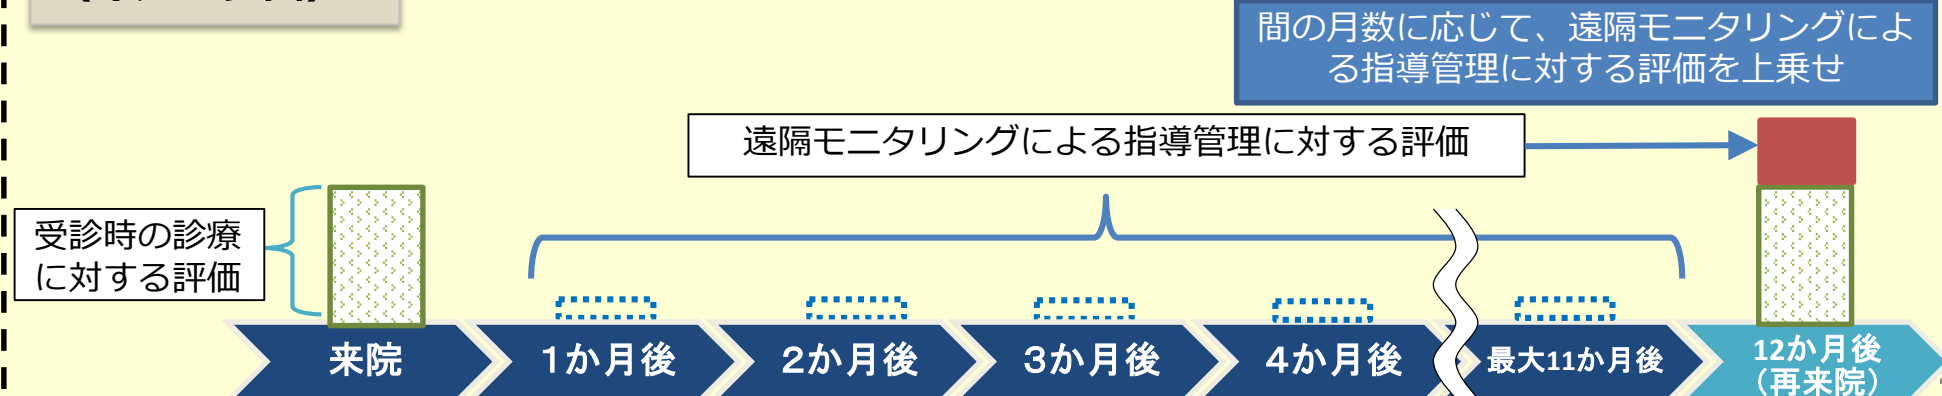 間の月数に応じて、遠隔モニタリングによ
る指導管理に対する評価を上乗せ
遠隔モニタリングによる指導管理に対する評価
受診時の診療
に対する評価
来院
1か月後
2か月後
3か月後
4か月後
最大11か月後
12か月後
（再来院）